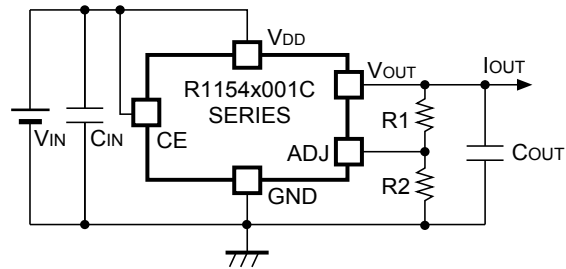 VDD
R1154x001C
SERIES
VOUT
IOUT
R1
VIN
CIN
CE
ADJ
COUT
R2
GND